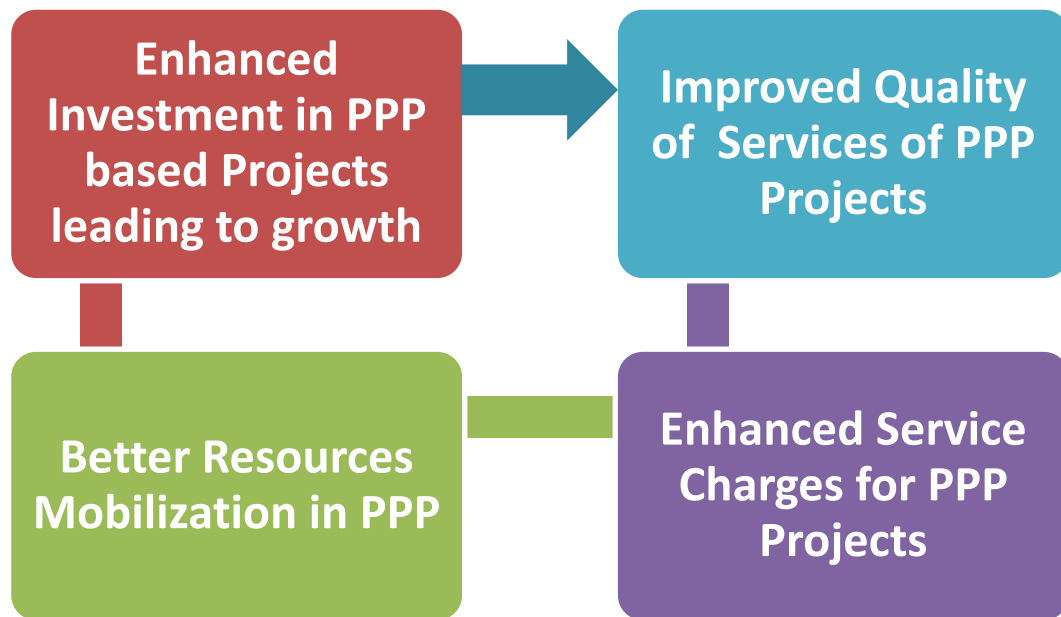 Enhanced
Investment in PPP
based Projects
leading to growth
Improved Quality
of  Services of PPP
Projects
Better Resources
Mobilization in PPP
Enhanced Service
Charges for PPP
Projects